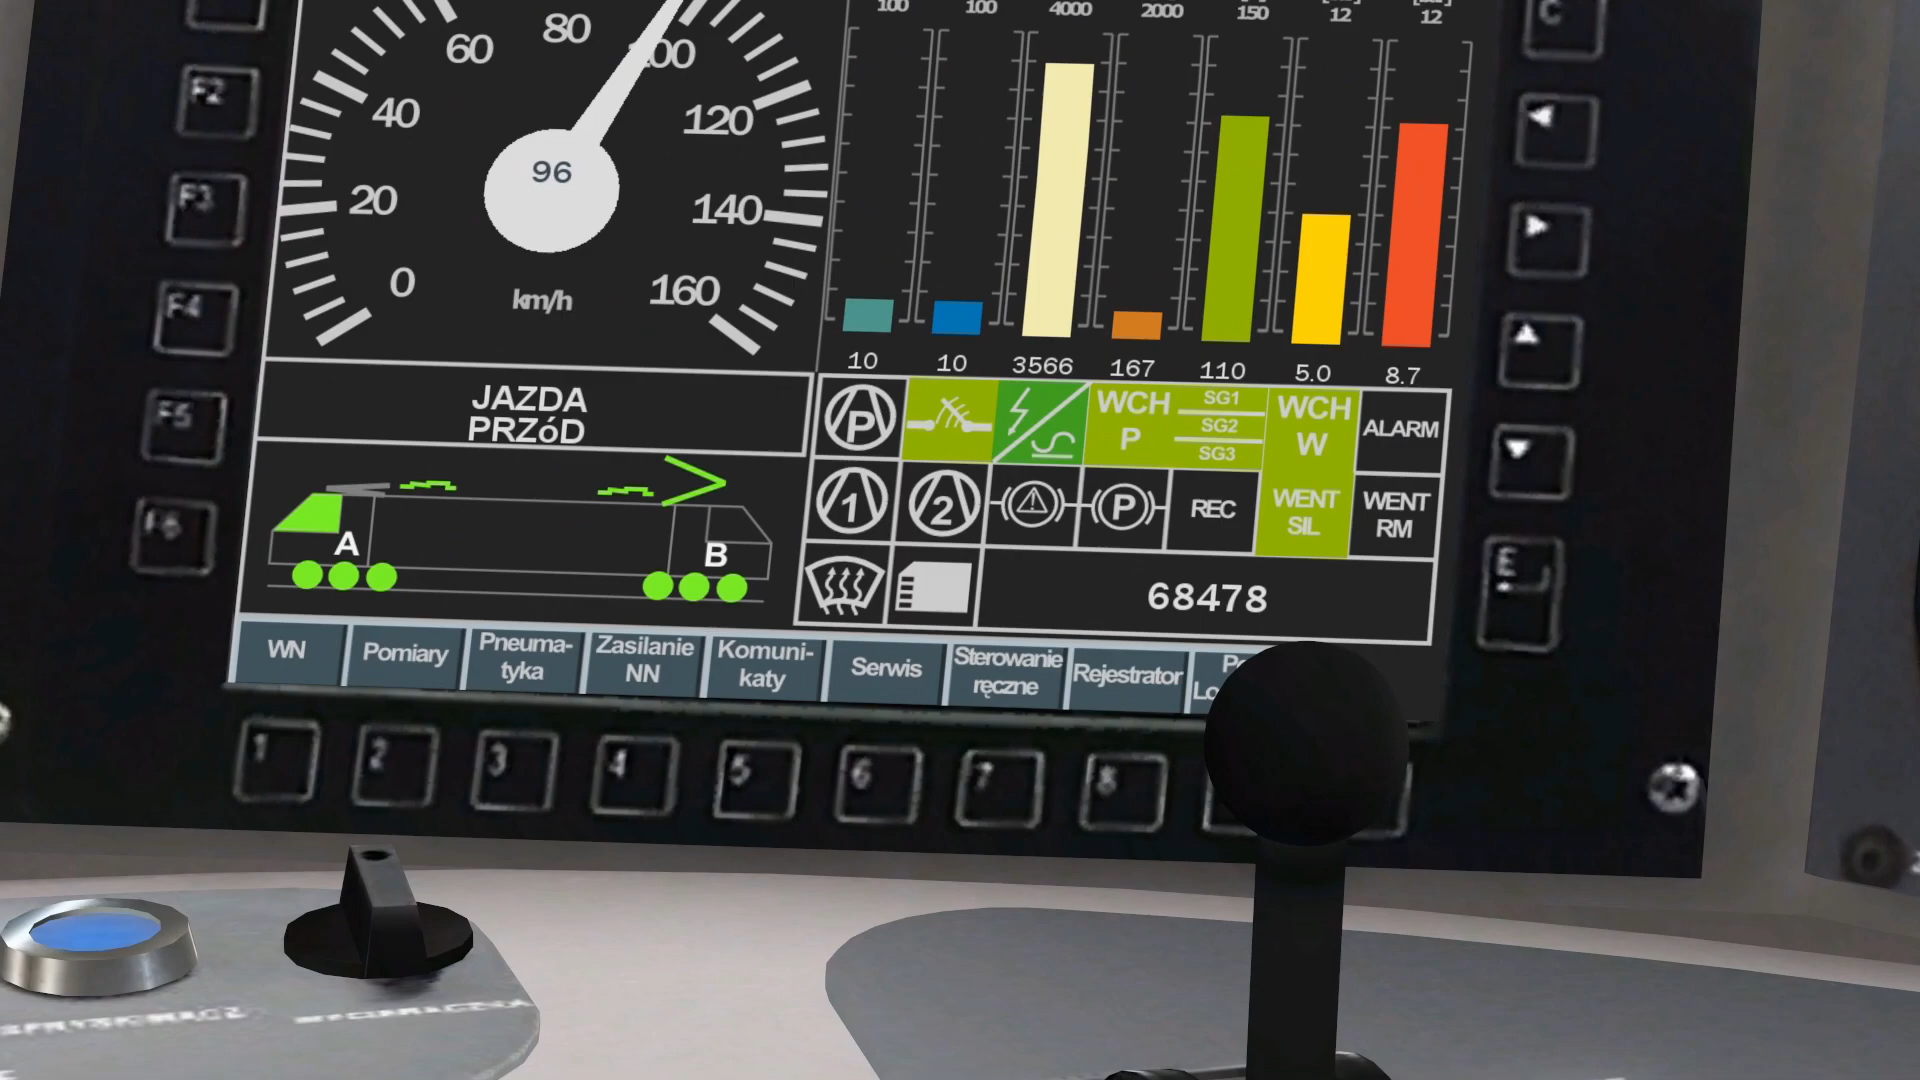 100 100 4000 2000 150 12 12
C
F2
F3
F4
F5
F6
E
0
20
40
60
80
100
120
140
160
96
km/h
10 10 3566 167 110 5.0 8.7
JAZDA
PRZóD
P
WCH
P
SG1
SG2
SG3
WCH
W
ALARM
1
2
P
REC
WENT
SIL
WENT
RM
A
B
68478
WN
Pomiary
Pneuma-
tyka
Zasilanie
NN
Komuni-
katy
Serwis
Sterowanie
ręczne
Rejestrator
1 2 3 4 5 6 7 8